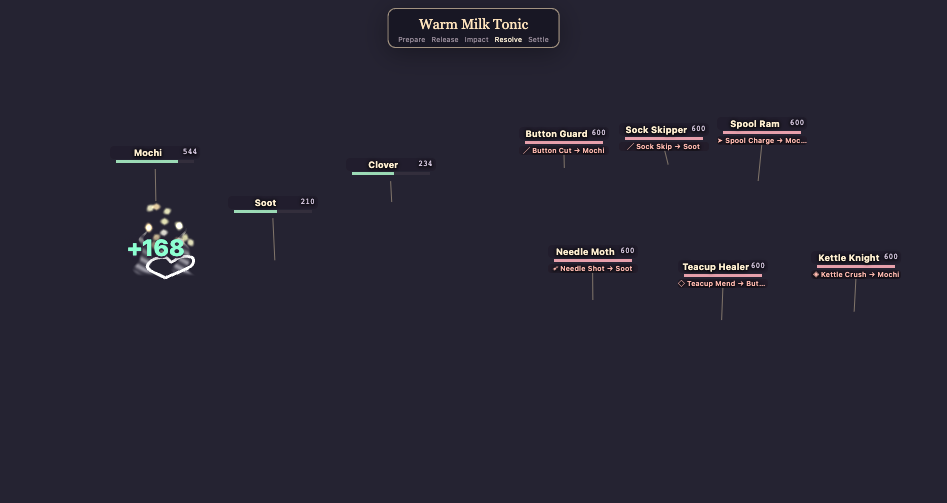 Warm Milk Tonic
Prepare Release Impact Resolve Settle
Mochi 544
+168
Soot 210
Clover 234
Button Guard 600
Button Cut → Mochi
Sock Skipper 600
Sock Skip → Soot
Spool Ram 600
Spool Charge → Moc...
Needle Moth 600
Needle Shot → Soot
Teacup Healer 600
Teacup Mend → But...
Kettle Knight 600
Kettle Crush → Mochi